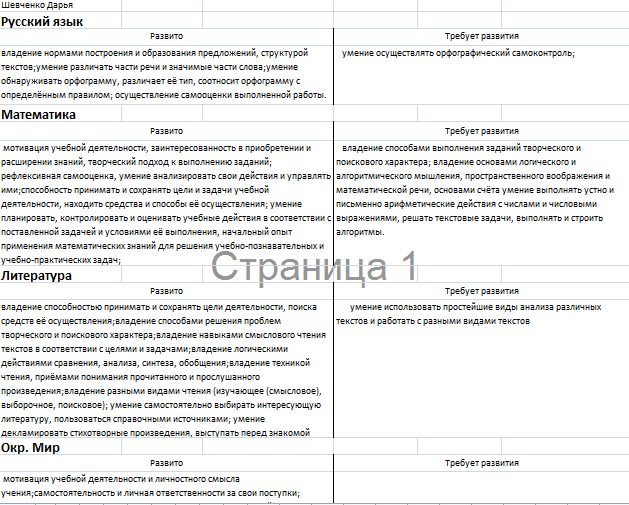 Шевченко Дарья
Русский язык
Развито
Требует развития
владение нормами построения и образования предложений, структурой
текстов;умение различать части речи и значимые части слова;умение
обнаруживать орфограмму, различает её тип, соотносит орфограмму с
определённым правилом; осуществление самооценки выполненной работы.
умение осуществлять орфографический самоконтроль;
Математика
Развито
Требует развития
мотивация учебной деятельности, заинтересованность в приобретении и
расширении знаний, творческий подход к выполнению заданий;
рефлексивная самооценка, умение анализировать свои действия и управлять
ими;способность принимать и сохранять цели и задачи учебной
деятельности, находить средства и способы её осуществления; умение
планировать, контролировать и оценивать учебные действия в соответствии с
поставленной задачей и условиями её выполнения, начальный опыт
применения математических знаний для решения учебно-познавательных и
учебно-практических задач;
владение способами выполнения заданий творческого и
поискового характера; владение основами логического и
алгоритмического мышления, пространственного воображения и
математической речи, основами счёта умение выполнять устно и
письменно арифметические действия с числами и числовыми
выражениями, решать текстовые задачи, выполнять и строить
алгоритмы.
Страница 1
Литература
Развито
Требует развития
владение способностью принимать и сохранять цели деятельности, поиска
средств её осуществления;владение способами решения проблем
творческого и поискового характера;владение навыками смыслового чтения
текстов в соответствии с целями и задачами;владение логическими
действиями сравнения, анализа, синтеза, обобщения;владение техникой
чтения, приёмами понимания прочитанного и прослушанного
произведения;владение разными видами чтения (изучающее (смысловое),
выборочное, поисковое); умение самостоятельно выбирать интересующую
литературу, пользоваться справочными источниками; умение
декламировать стихотворные произведения, выступать перед знакомой
умение использовать простейшие виды анализа различных
текстов и работать с разными видами текстов
Окр. Мир
Развито
Требует развития
мотивация учебной деятельности и личностного смысла
учения;самостоятельность и личная ответственности за свои поступки;